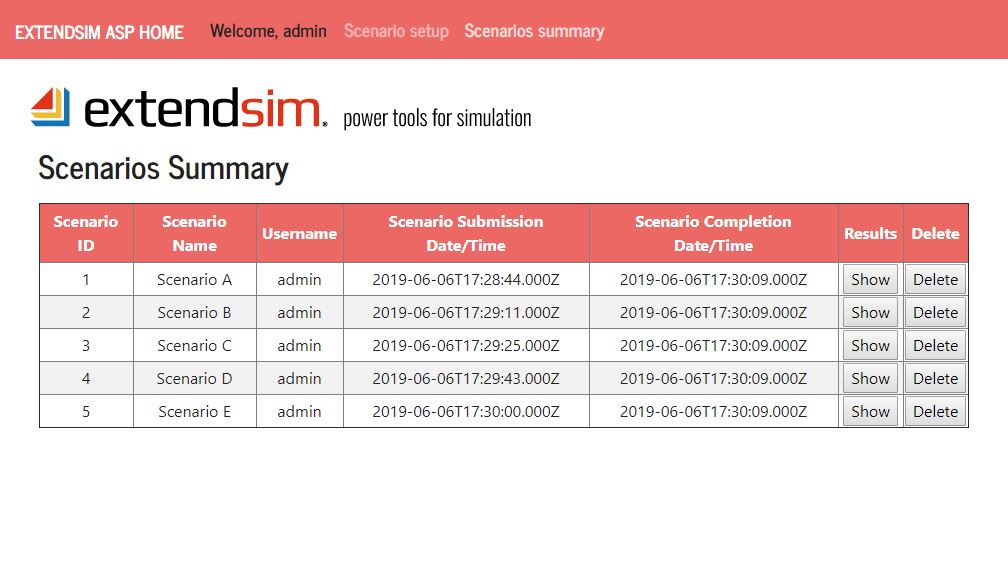 EXTENDSIM ASP HOME Welcome, admin Scenario setup Scenarios summary
extendsim. power tools for simulation
Scenarios Summary
Scenario ID Scenario Name Username Scenario Submission Date/Time Scenario Completion Date/Time Results Delete
1 Scenario A admin 2019-06-06T17:28:44.000Z 2019-06-06T17:30:09.000Z Show Delete
2 Scenario B admin 2019-06-06T17:29:11.000Z 2019-06-06T17:30:09.000Z Show Delete
3 Scenario C admin 2019-06-06T17:29:25.000Z 2019-06-06T17:30:09.000Z Show Delete
4 Scenario D admin 2019-06-06T17:29:43.000Z 2019-06-06T17:30:09.000Z Show Delete
5 Scenario E admin 2019-06-06T17:30:00.000Z 2019-06-06T17:30:09.000Z Show Delete